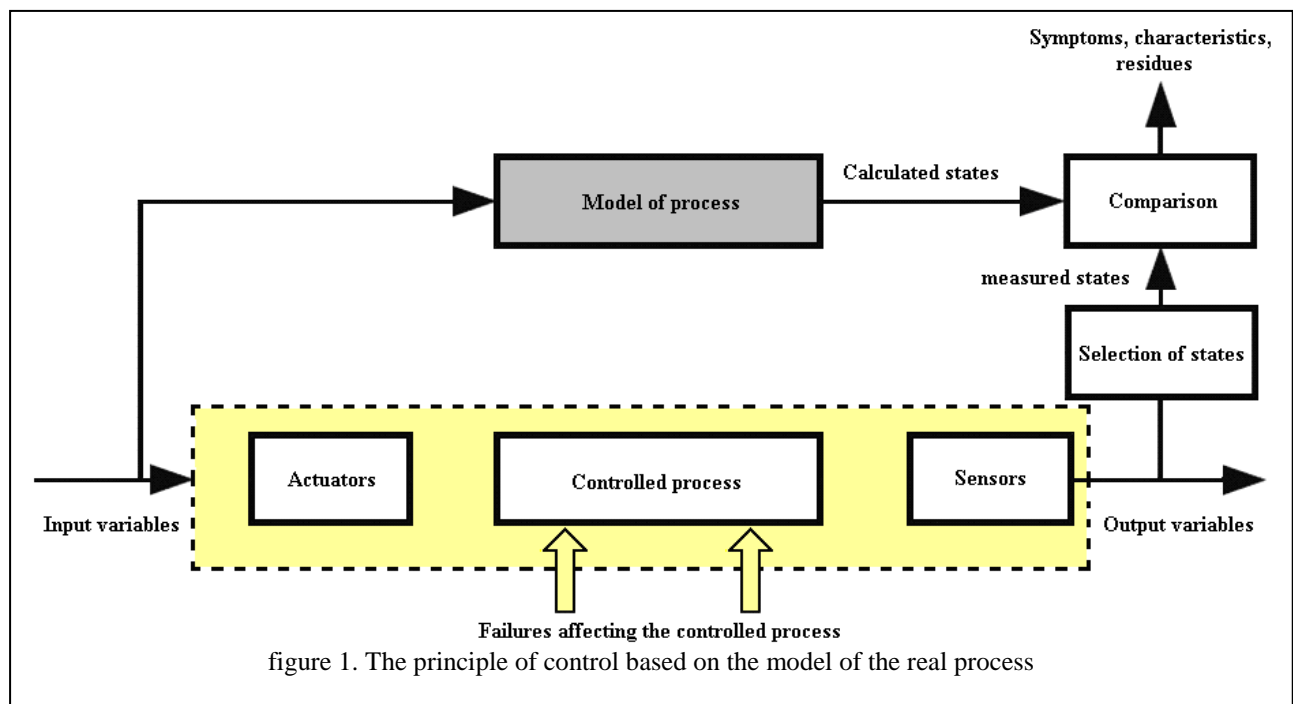 Symptoms, characteristics,
residues
Model of process
Calculated states
Comparison
measured states
Selection of states
Actuators
Controlled process
Sensors
Input variables
Output variables
Failures affecting the controlled process
figure 1. The principle of control based on the model of the real process